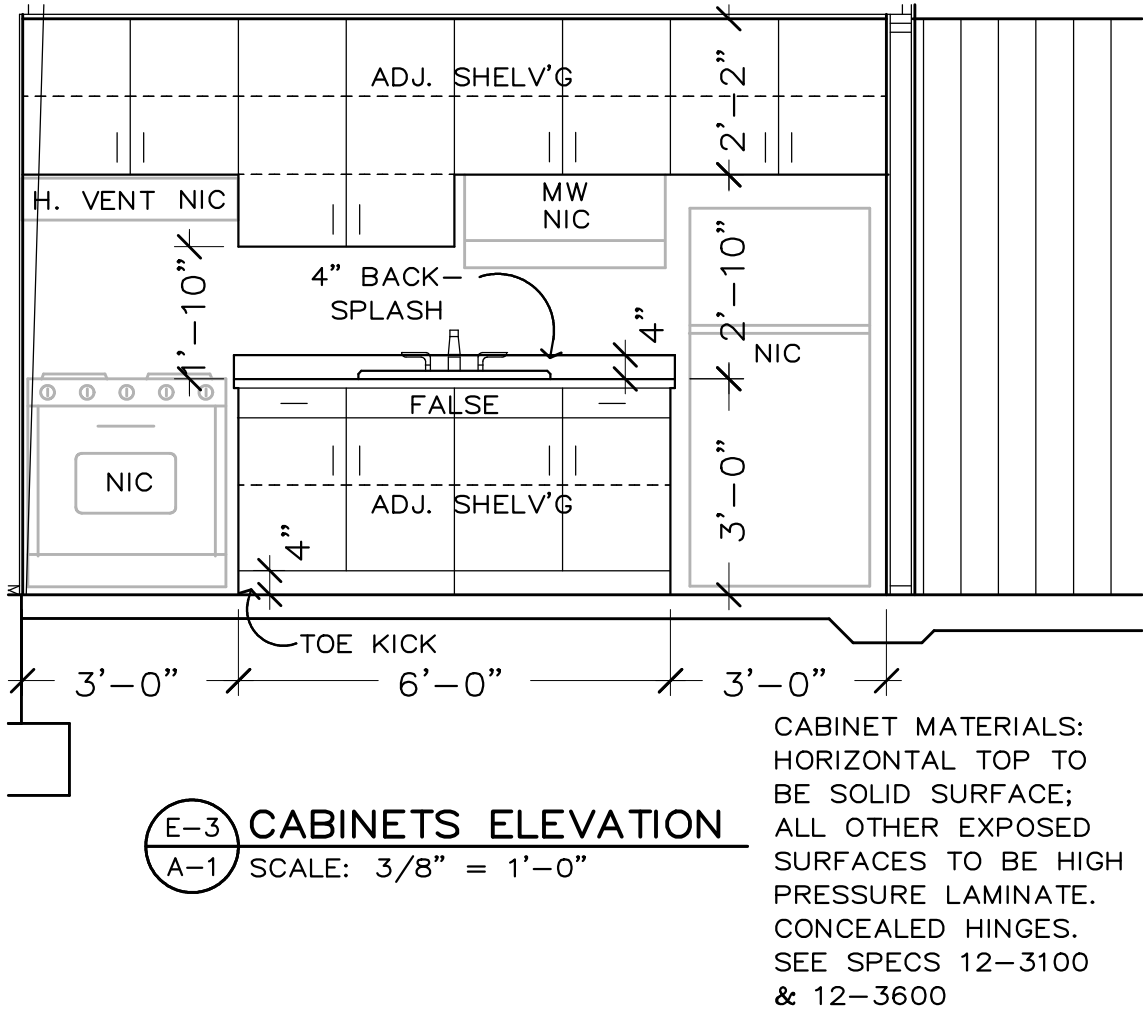 ADJ. SHELV'G
2'-2"
H. VENT NIC
MW
NIC
4" BACK-
SPLASH
1'-10"
2'-10"
4"
NIC
FALSE
NIC
ADJ. SHELV'G
3'-0"
4"
TOE KICK
3'-0"
6'-0"
3'-0"
E-3
A-1
CABINETS ELEVATION
SCALE: 3/8" = 1'-0"
CABINET MATERIALS:
HORIZONTAL TOP TO
BE SOLID SURFACE;
ALL OTHER EXPOSED
SURFACES TO BE HIGH
PRESSURE LAMINATE.
CONCEALED HINGES.
SEE SPECS 12-3100
& 12-3600